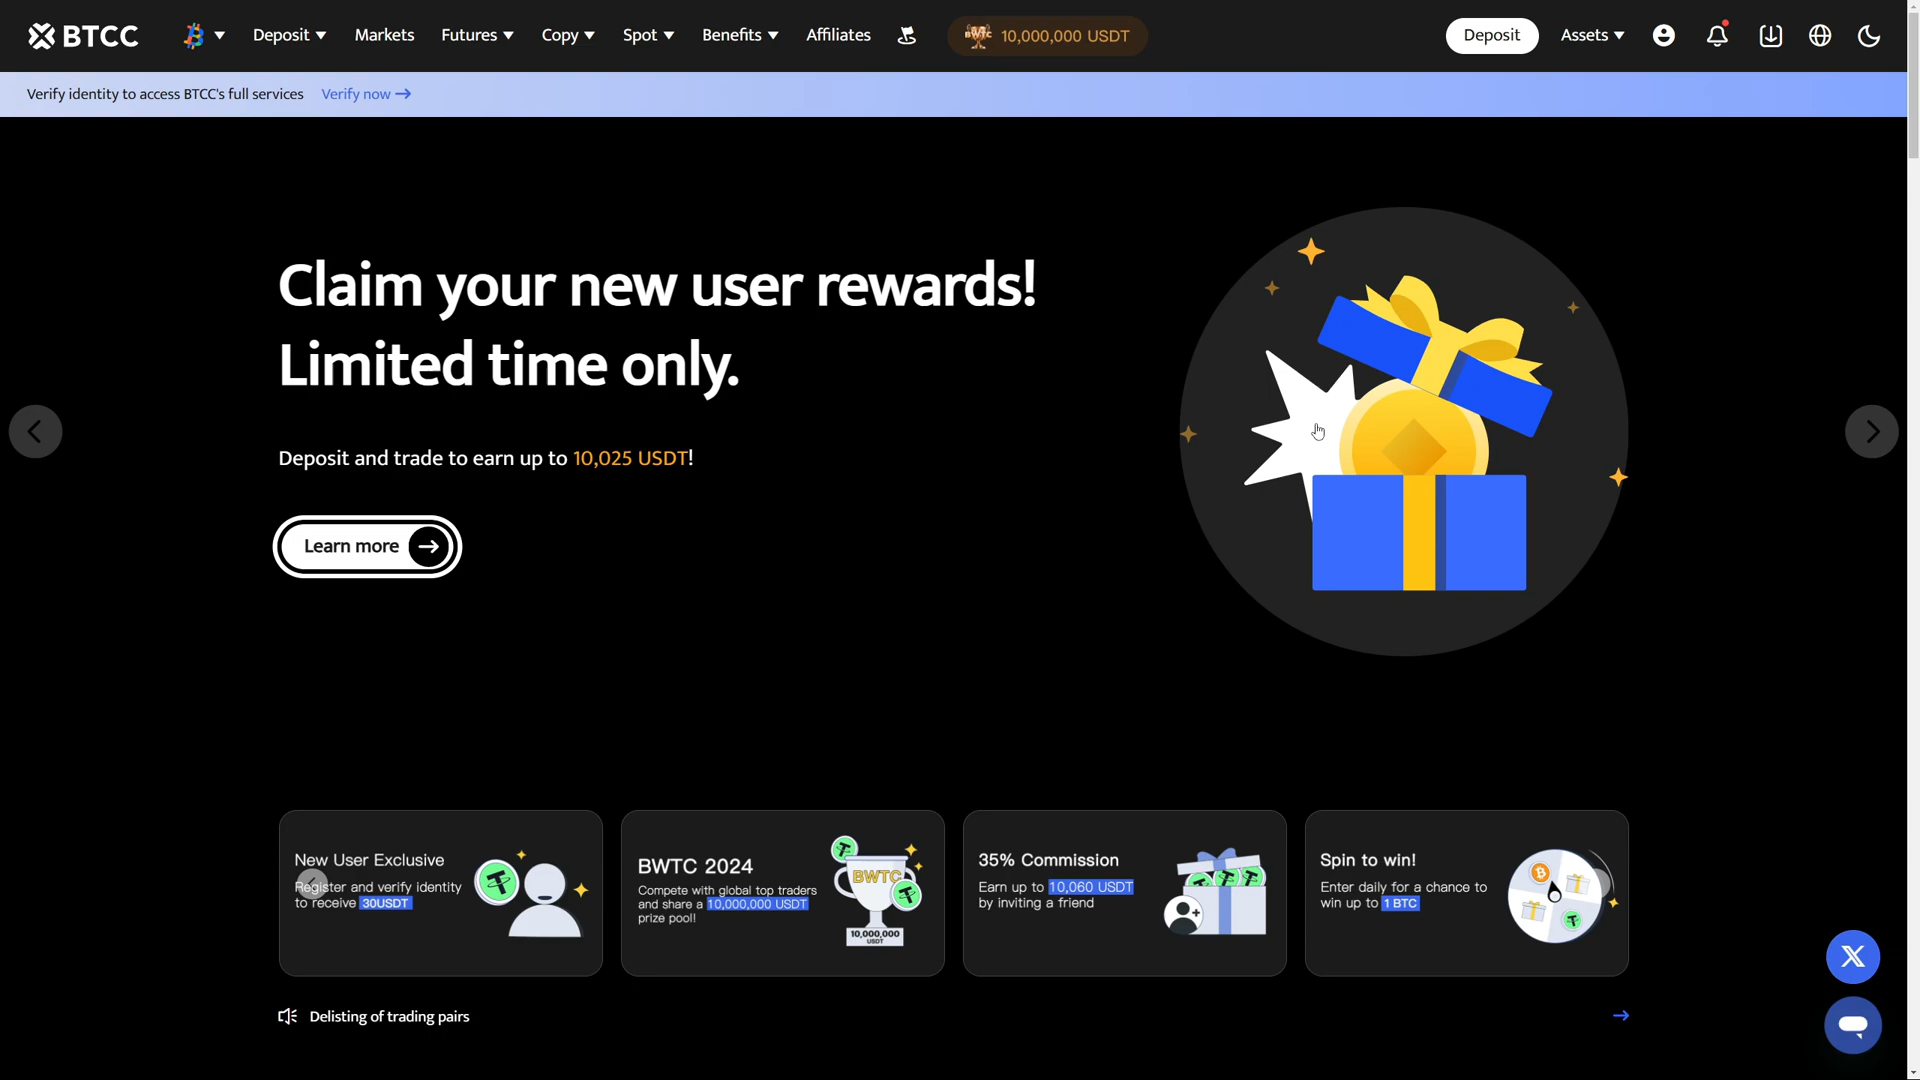 BTCC
Deposit
Markets
Futures
Copy
Spot
Benefits
Affiliates
10,000,000 USDT
Deposit
Assets
Verify identity to access BTCC's full services Verify now
Claim your new user rewards!
Limited time only.
Deposit and trade to earn up to 10,025 USDT!
Learn more
New User Exclusive
Register and verify identity
to receive 30USDT
BWTC 2024
Compete with global top traders
and share a 10,000,000 USDT
prize pool!
BWTC
10,000,000
USDT
35% Commission
Earn up to 10,060 USDT
by inviting a friend
Spin to win!
Enter daily for a chance to
win up to 1 BTC
Delisting of trading pairs